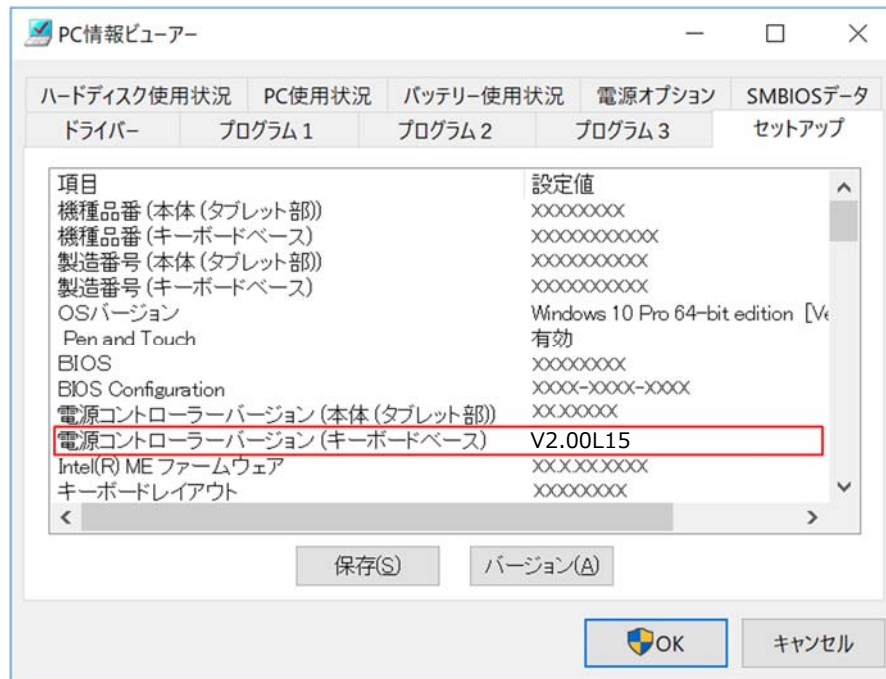 PC情報ビューアー
ハードディスク使用状況 PC使用状況 バッテリー使用状況 電源オプション SMBIOSデータ
ドライバー プログラム1 プログラム2 プログラム3 セットアップ
項目 設定値
機種品番(本体(タブレット部)) XXXXXXXX
機種品番(キーボードベース) XXXXXXXXXXX
製造番号(本体(タブレット部)) XXXXXXXXXX
製造番号(キーボードベース) XXXXXXXXXX
OSバージョン Windows 10 Pro 64-bit edition [Ve
Pen and Touch 有効
BIOS XXXXXXXX
BIOS Configuration XXXX-XXXX-XXXX
電源コントローラーバージョン(本体(タブレット部)) XX.XXXXX
電源コントローラーバージョン(キーボードベース) V2.00L15
Intel(R) ME ファームウェア XX.X.XX.XXXX
キーボードレイアウト XXXXXXXX
保存(S) バージョン(A)
OK キャンセル